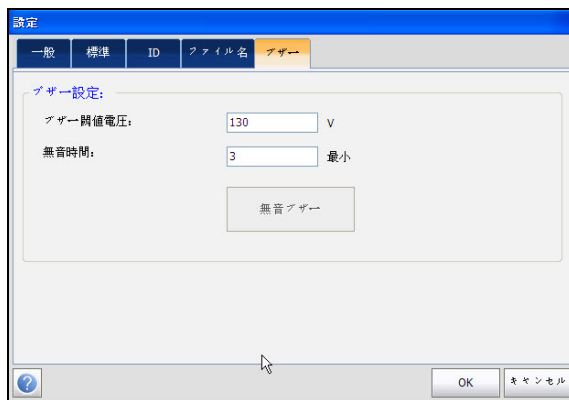 設定
一般 標準 ID ファイル名 ブザー
ブザー設定:
ブザー閾値電圧: 130 V
無音時間: 3 最小
無音ブザー
? OK キャンセル